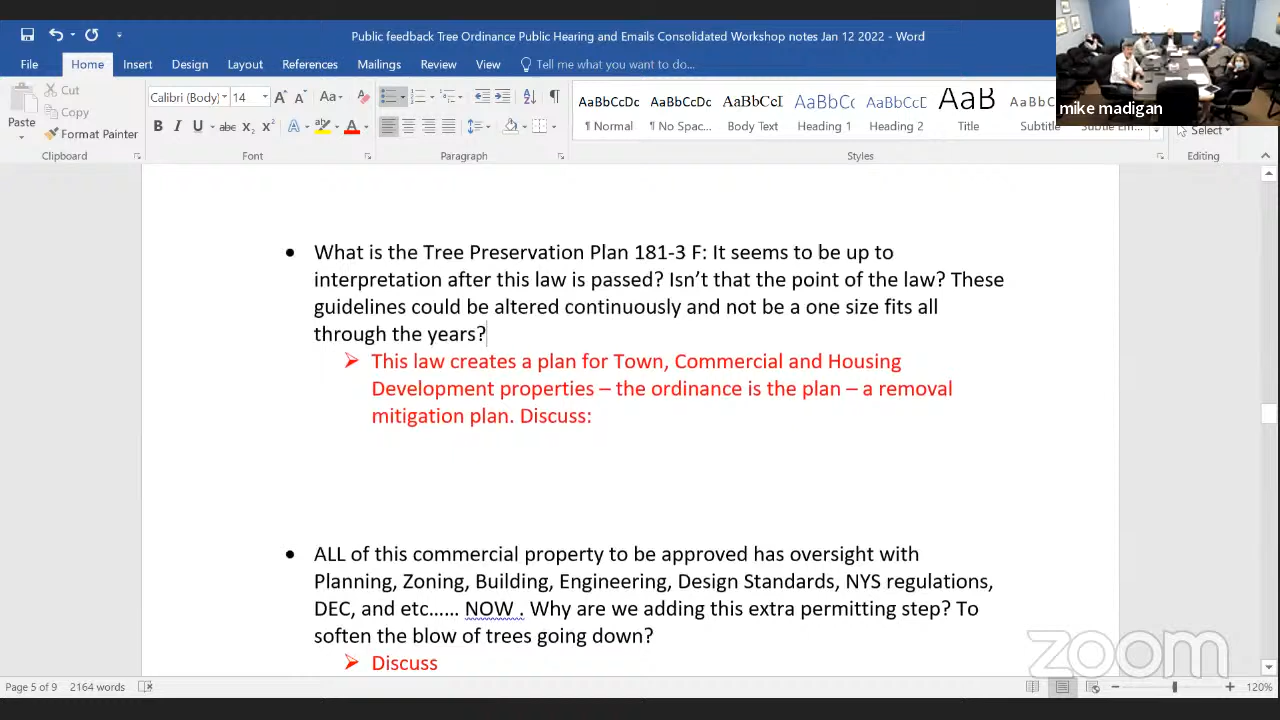 Public feedback Tree Ordinance Public Hearing and Emails Consolidated Workshop notes Jan 12 2022 - Word
File Home Insert Design Layout References Mailings Review View Tell me what you want to do...
mike madigan
Cut
Copy
Format Painter
Paste
Calibri (Body) 14
AaBbCcDc AaBbCcDc AaBbCcI AaBbCc AaBbCcD AaB AaBbCc
¶ Normal ¶ No Spac... Body Text Heading 1 Heading 2 Title Subtitle Subtle Em...
Select
Clipboard Font Paragraph Styles Editing
• What is the Tree Preservation Plan 181-3 F: It seems to be up to
interpretation after this law is passed? Isn't that the point of the law? These
guidelines could be altered continuously and not be a one size fits all
through the years?
➢ This law creates a plan for Town, Commercial and Housing
Development properties – the ordinance is the plan – a removal
mitigation plan. Discuss:
• ALL of this commercial property to be approved has oversight with
Planning, Zoning, Building, Engineering, Design Standards, NYS regulations,
DEC, and etc…... NOW . Why are we adding this extra permitting step? To
soften the blow of trees going down?
➢ Discuss
zoom
Page 5 of 9 2164 words 120%